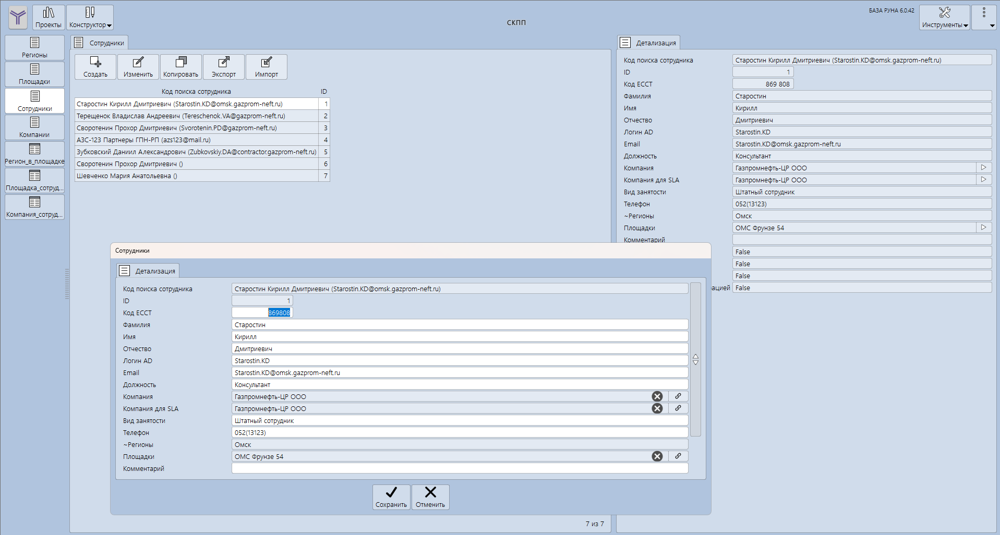 Проекты
Конструктор
СКПП
БАЗА РУНА 6.0.42
Инструменты
Регионы
Площадки
Сотрудники
Компании
Регион_в_площадке
Площадка_сотруд...
Компания_сотруд...
Сотрудники
Создать
Изменить
Копировать
Экспорт
Импорт
Код поиска сотрудника ID
Старостин Кирилл Дмитриевич (Starostin.KD@omsk.gazprom-neft.ru) 1
Терещенок Владислав Андреевич (Tereschenok.VA@gazprom-neft.ru) 2
Своротенин Прохор Дмитриевич (Svorotenin.PD@gazprom-neft.ru) 3
АЗС-123 Партнеры ГПН-РП (azs123@mail.ru) 4
Зубковский Даниил Александрович (Zubkovskiy.DA@contractor.gazprom-neft.ru) 5
Своротенин Прохор Дмитриевич () 6
Шевченко Мария Анатольевна () 7
7 из 7
Детализация
Код поиска сотрудника Старостин Кирилл Дмитриевич (Starostin.KD@omsk.gazprom-neft.ru)
ID 1
Код ЕССТ 869 808
Фамилия Старостин
Имя Кирилл
Отчество Дмитриевич
Логин AD Starostin.KD
Email Starostin.KD@omsk.gazprom-neft.ru
Должность Консультант
Компания Газпромнефть-ЦР ООО
Компания для SLA Газпромнефть-ЦР ООО
Вид занятости Штатный сотрудник
Телефон 052(13123)
~Регионы Омск
Площадки ОМС Фрунзе 54
Комментарий
False
False
False
ацией False
Сотрудники
Детализация
Код поиска сотрудника Старостин Кирилл Дмитриевич (Starostin.KD@omsk.gazprom-neft.ru)
ID 1
Код ЕССТ 869808
Фамилия Старостин
Имя Кирилл
Отчество Дмитриевич
Логин AD Starostin.KD
Email Starostin.KD@omsk.gazprom-neft.ru
Должность Консультант
Компания Газпромнефть-ЦР ООО
Компания для SLA Газпромнефть-ЦР ООО
Вид занятости Штатный сотрудник
Телефон 052(13123)
~Регионы Омск
Площадки ОМС Фрунзе 54
Комментарий
Сохранить
Отменить